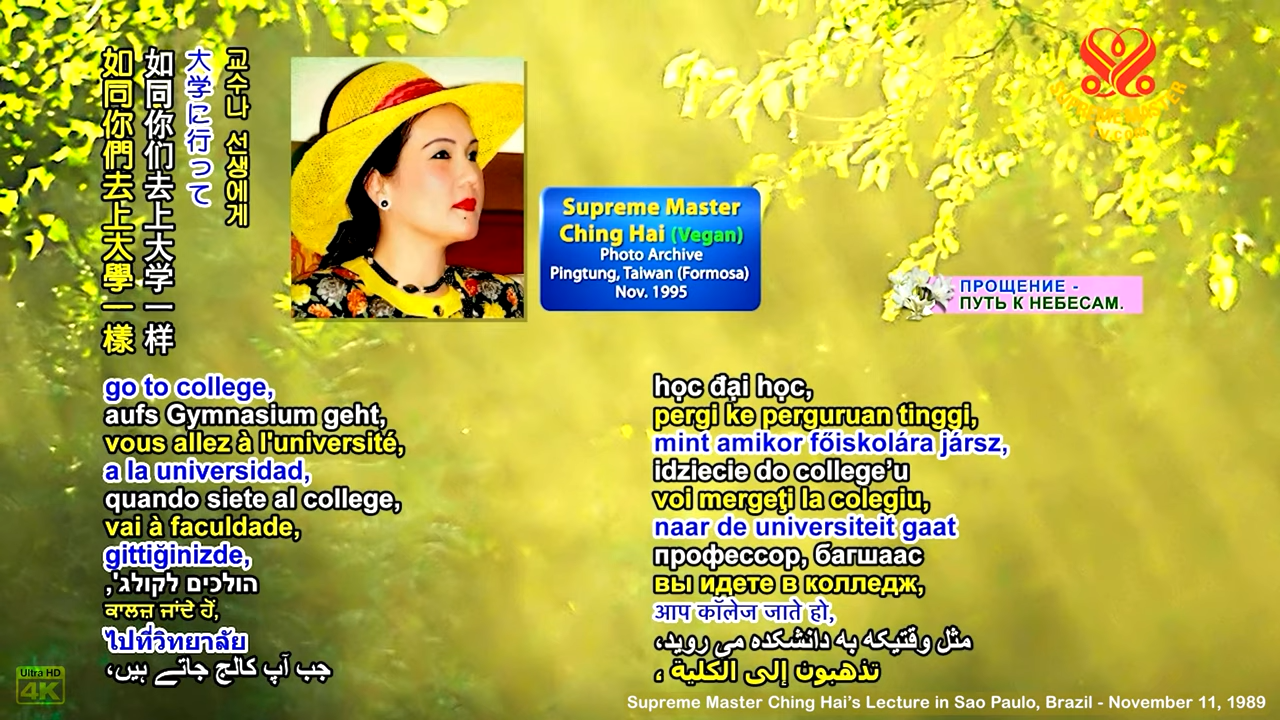 如同你們去上大學一樣
如同你们去上大学一样
大学に行って
교수나 선생에게
SUPREME MASTER
TV.COM
Supreme Master
Ching Hai (Vegan)
Photo Archive
Pingtung, Taiwan (Formosa)
Nov. 1995
ПРОЩЕНИЕ -
ПУТЬ К НЕБЕСАМ.
go to college,
aufs Gymnasium geht,
vous allez à l'université,
a la universidad,
quando siete al college,
vai à faculdade,
gittiğinizde,
הולכים לקולג',
ਕਾਲਜ਼ ਜਾਂਦੇ ਹੋਂ,
ไปที่วิทยาลัย
جب آپ کالج جاتے ہیں،
học đại học,
pergi ke perguruan tinggi,
mint amikor főiskolára jársz,
idziecie do college’u
voi mergeţi la colegiu,
naar de universiteit gaat
профессор, багшаас
вы идете в колледж,
आप कॉलेज जाते हो,
مثل وقتیکه به دانشکده می روید،
تذهبون إلى الكلية ،
Ultra HD
4K
Supreme Master Ching Hai’s Lecture in Sao Paulo, Brazil - November 11, 1989